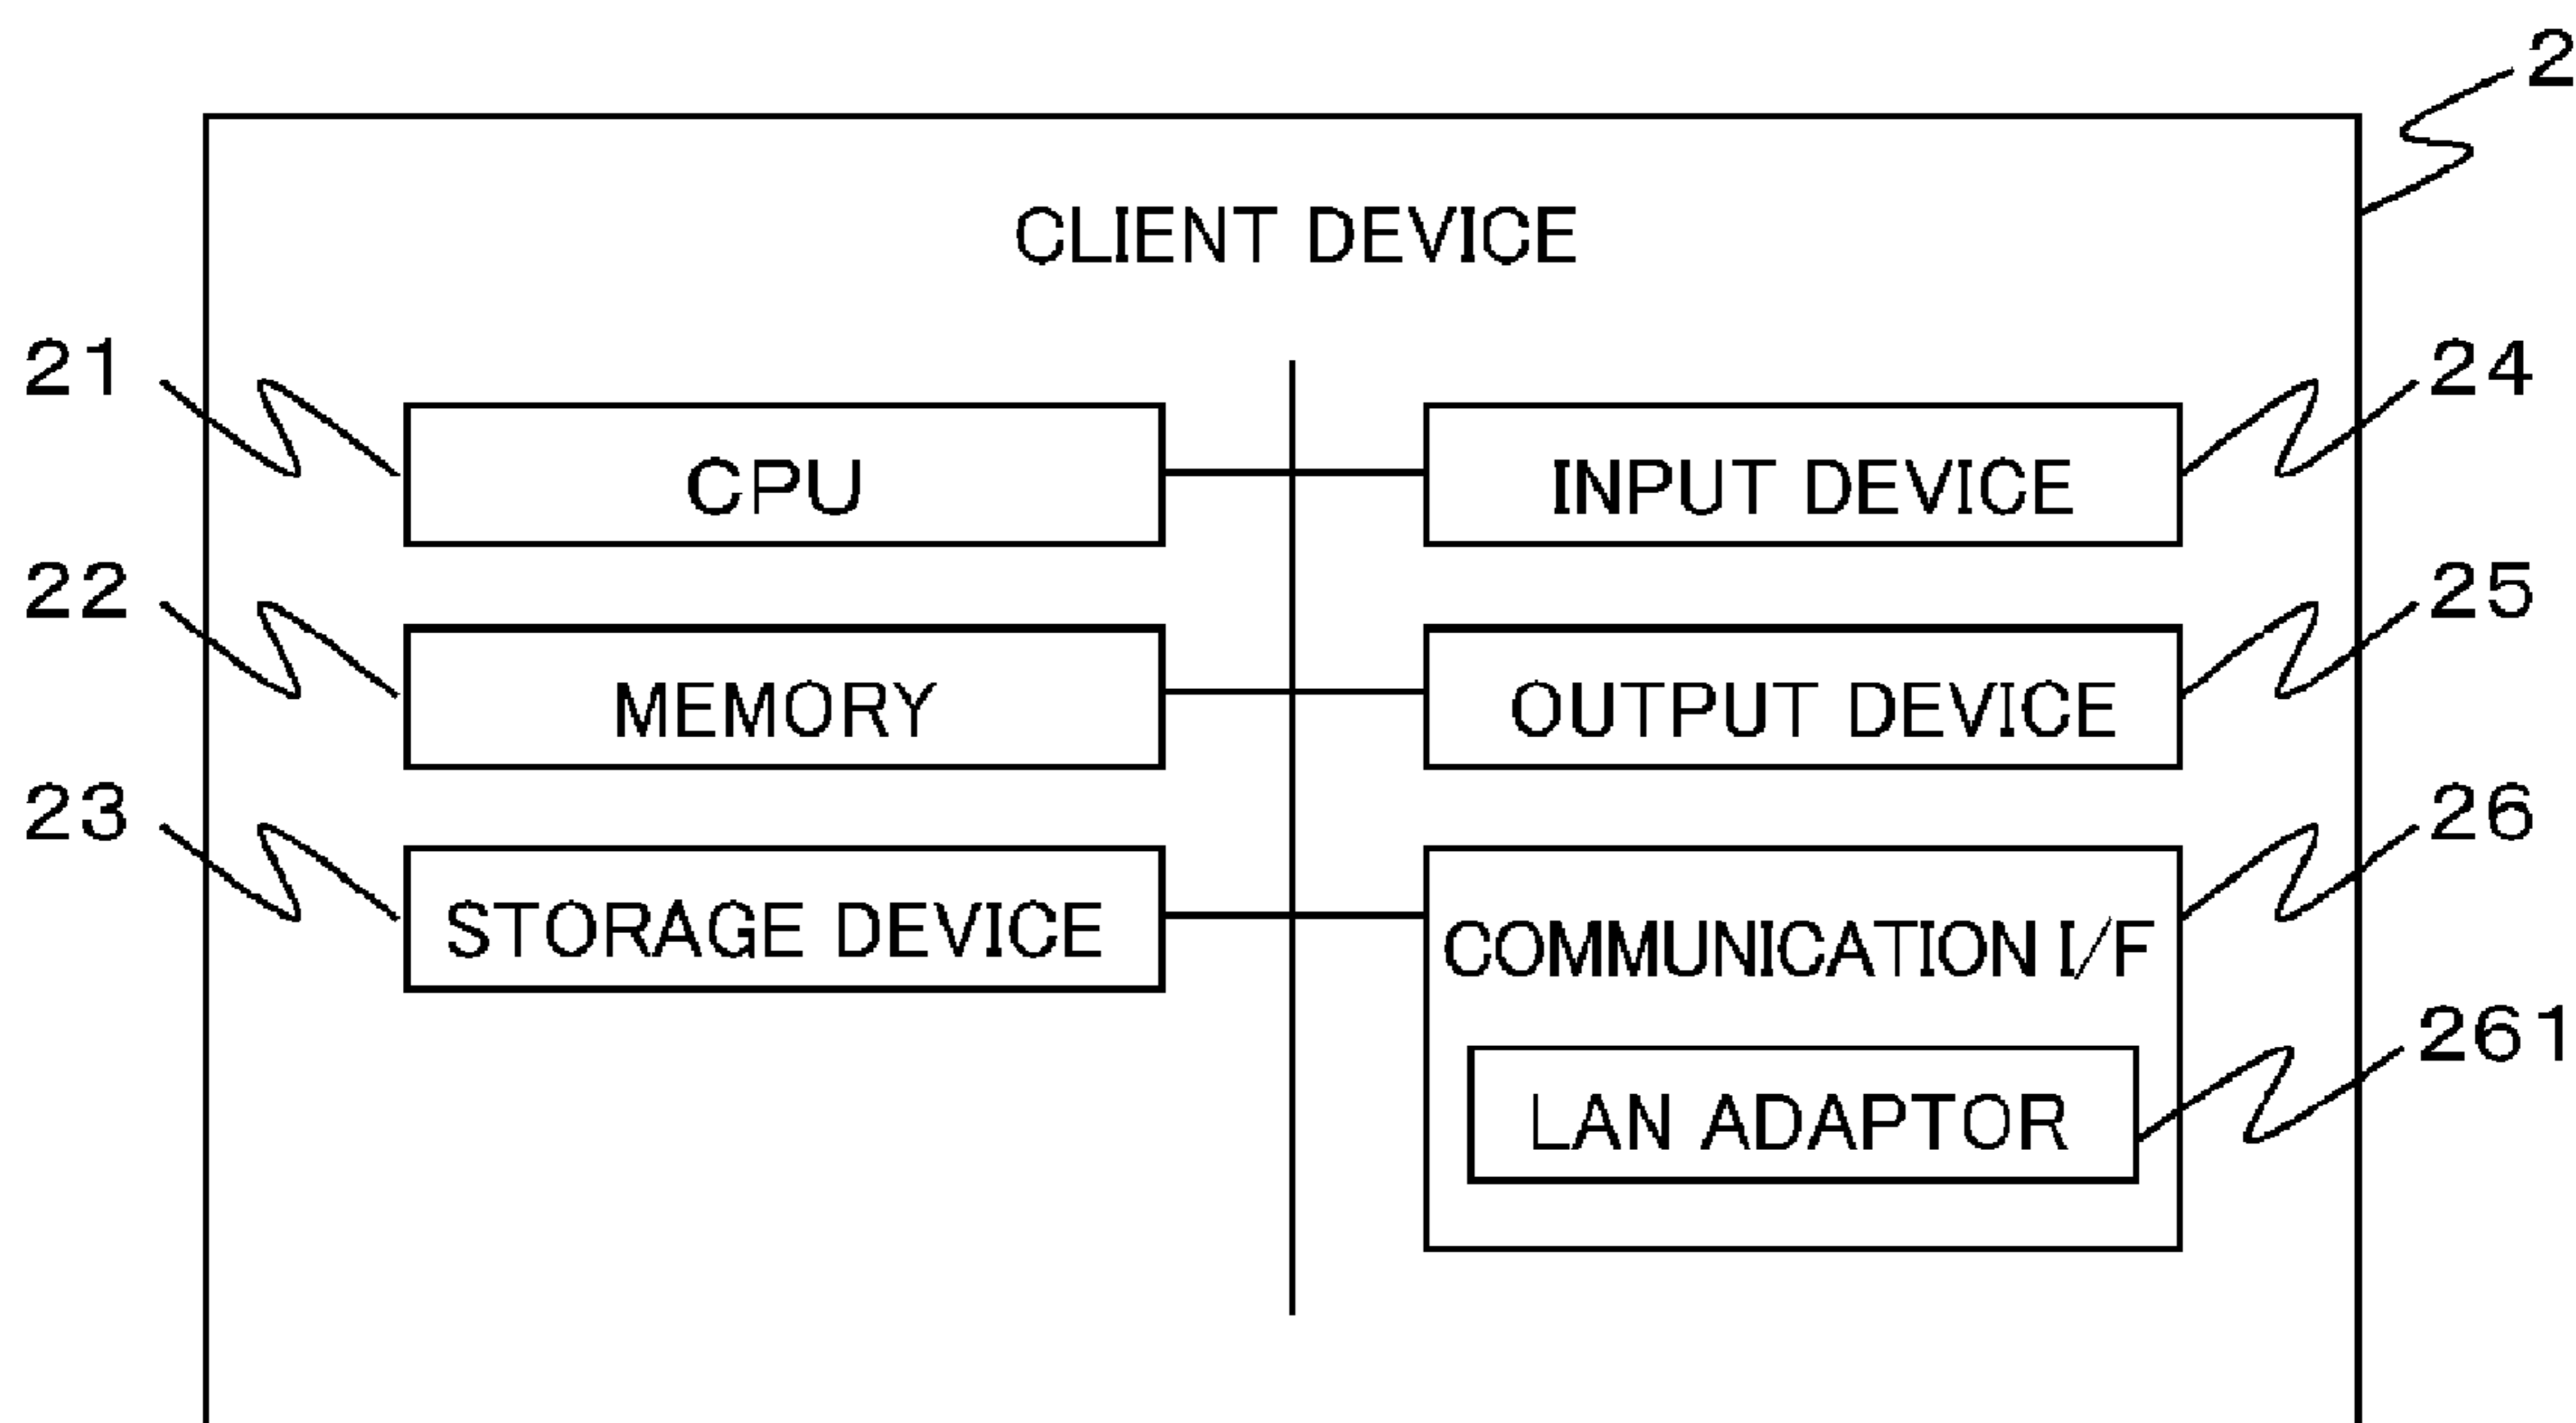 2
CLIENT DEVICE
21
CPU
INPUT DEVICE
24
22
MEMORY
OUTPUT DEVICE
25
23
STORAGE DEVICE
COMMUNICATION I/F
26
LAN ADAPTOR
261